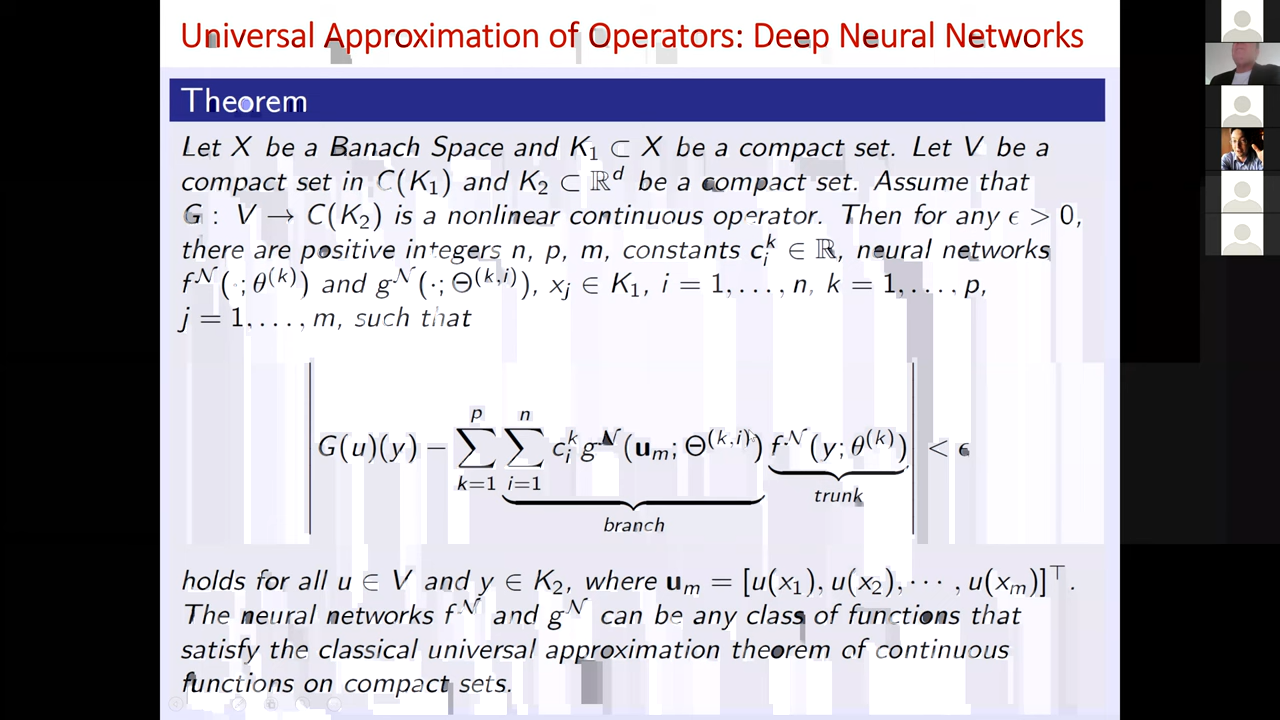 Universal Approximation of Operators: Deep Neural Networks
Theorem
Let X be a Banach Space and K₁ ⊂ X be a compact set. Let V be a
compact set in C(K₁) and K₂ ⊂ ℝᵈ be a compact set. Assume that
G : V → C(K₂) is a nonlinear continuous operator. Then for any ϵ > 0,
there are positive integers n, p, m, constants cᵢᵏ ∈ ℝ, neural networks
f^𝒩(·; θ^(k)) and g^𝒩(·; Θ^(k,i)), xⱼ ∈ K₁, i = 1, . . . , n, k = 1, . . . , p,
j = 1, . . . , m, such that
|G(u)(y) − ∑_{k=1}^{p} ∑_{i=1}^{n} cᵢᵏ g^𝒩(𝐮ₘ; Θ^(k,i)) f^𝒩(y; θ^(k))| < ϵ
trunk
branch
holds for all u ∈ V and y ∈ K₂, where 𝐮ₘ = [u(x₁), u(x₂), · · · , u(xₘ)]^⊤.
The neural networks f^𝒩 and g^𝒩 can be any class of functions that
satisfy the classical universal approximation theorem of continuous
functions on compact sets.